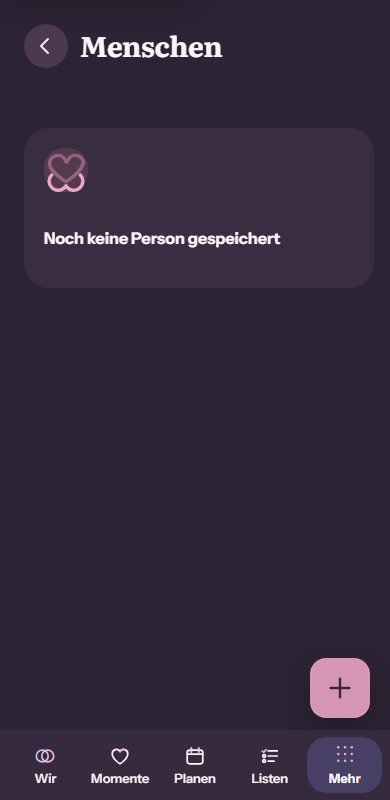 Menschen
Noch keine Person gespeichert
Wir
Momente
Planen
Listen
Mehr